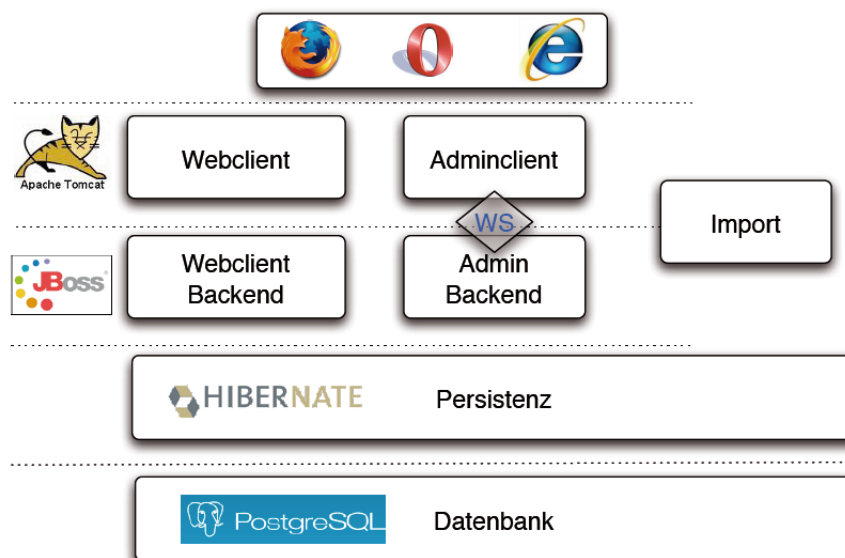 Webclient
Adminclient
Apache Tomcat
WS
Import
JBoss
Webclient
Backend
Admin
Backend
HIBERNATE
Persistenz
PostgreSQL
Datenbank